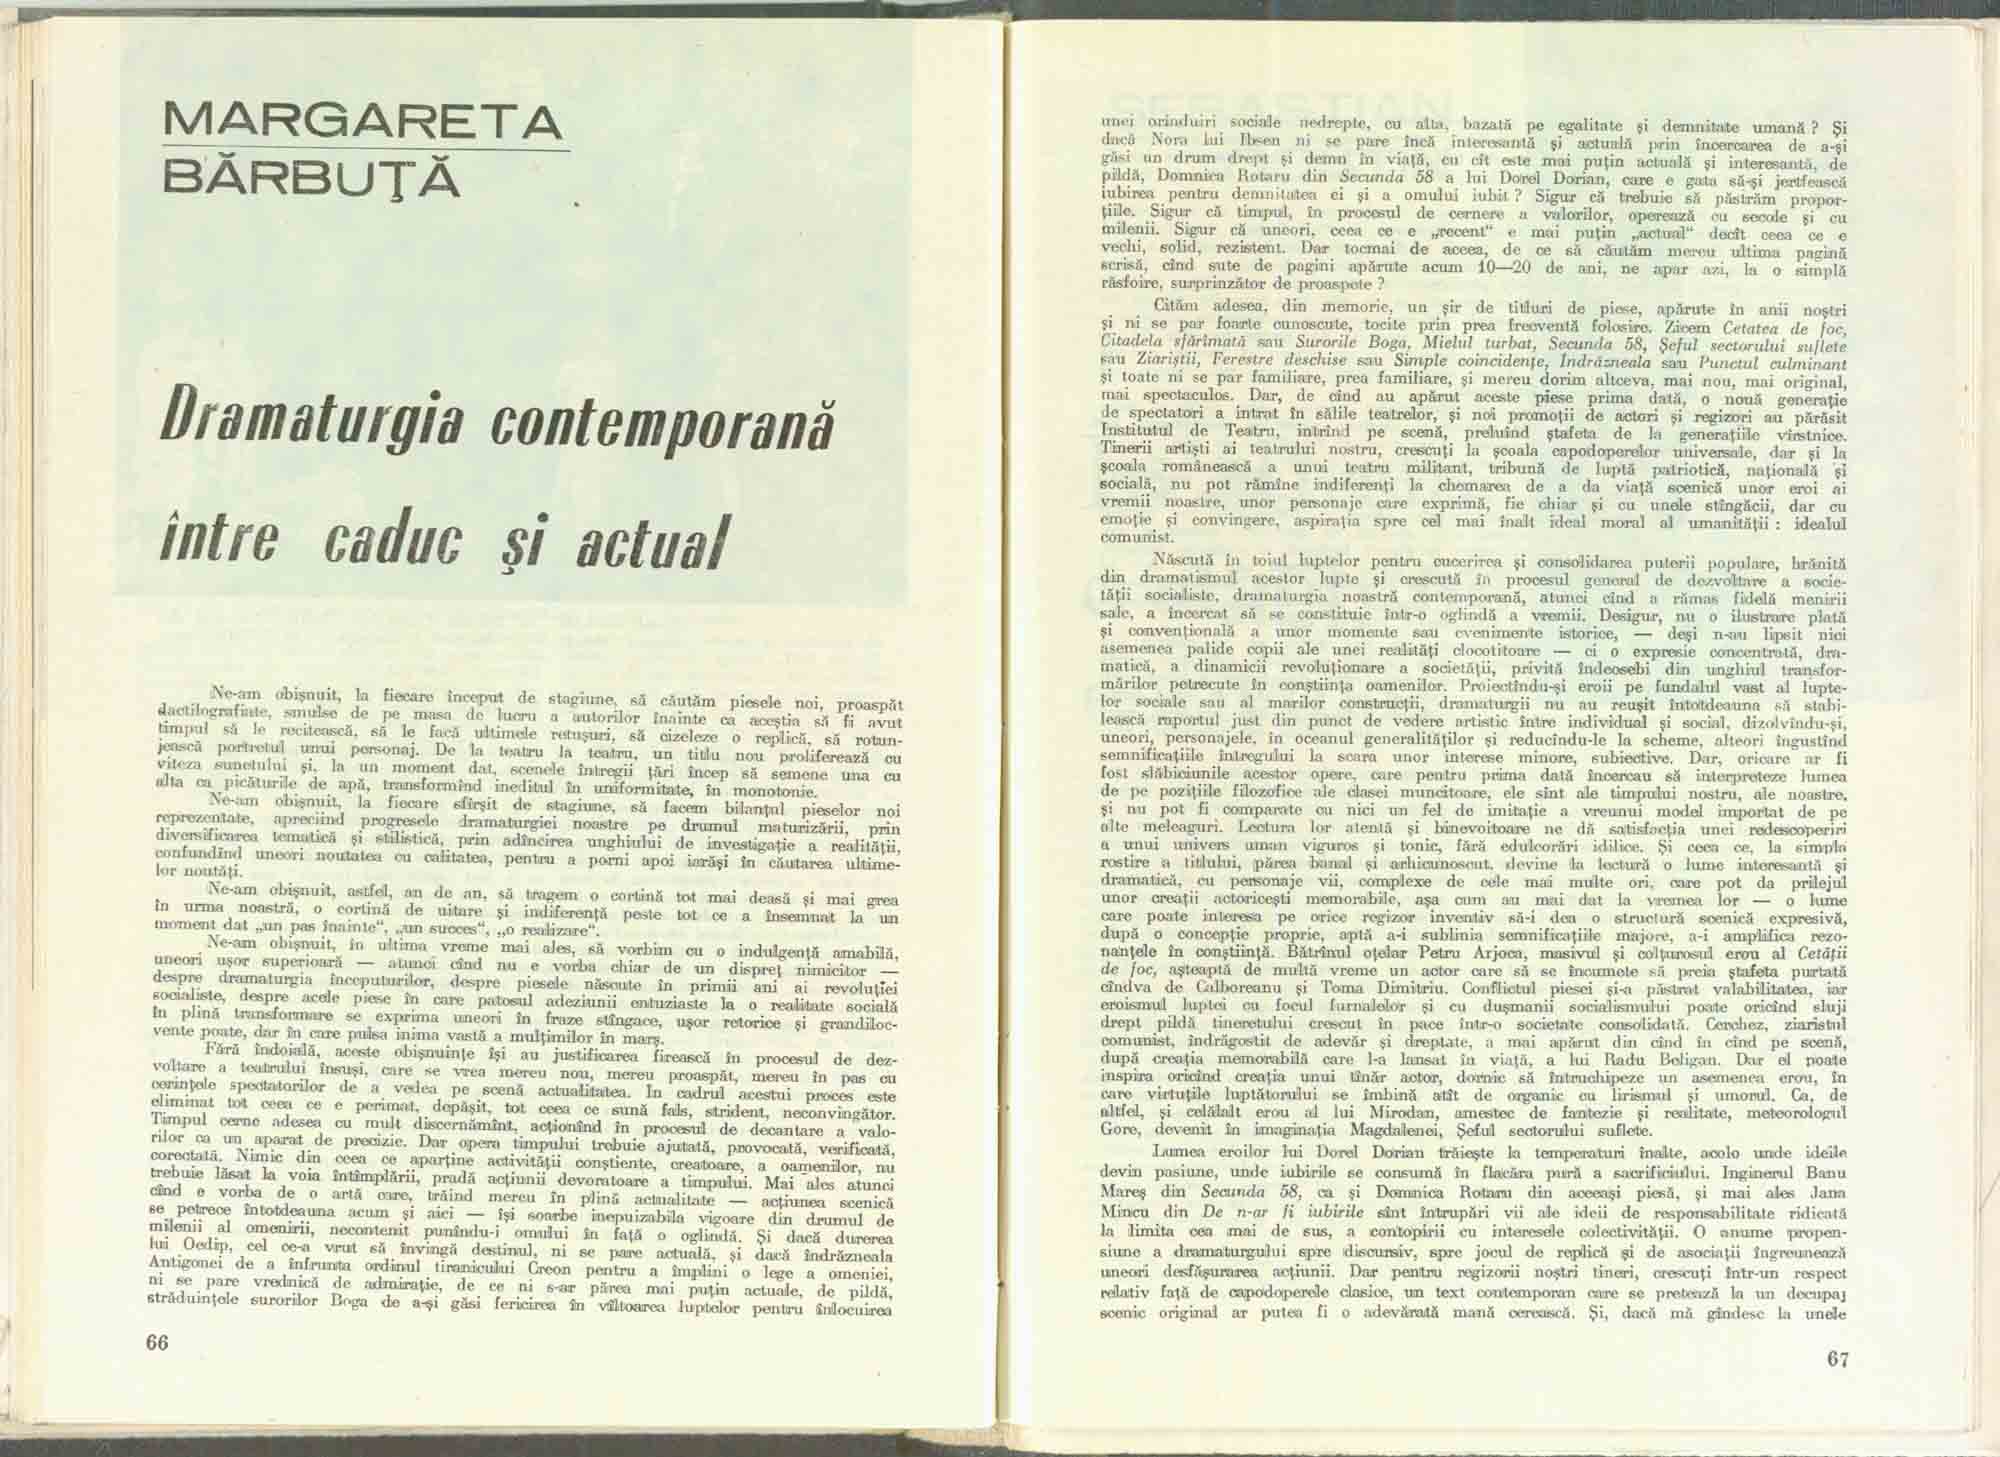 MARGARETA
BĂRBUȚĂ
Dramaturgia contemporană
între caduc și actual
Ne-am obișnuit, la fiecare început de stagiune, să căutăm piesele noi, proaspăt
dactilografiate, smulse de pe masa de lucru a autorilor înainte ca aceștia să fi avut
timpul să le recitească, să le facă ultimele retușuri, să cizeleze o replică, să rotun-
jească portretul unui personaj. De la teatru la teatru, un titlu nou proliferează cu
viteza sunetului și, la un moment dat, scenele întregii țări încep să semene una cu
alta ca picăturile de apă, transformînd ineditul în uniformitate, în monotonie.
Ne-am obișnuit, la fiecare sfîrșit de stagiune, să facem bilanțul pieselor noi
reprezentate, apreciind progresele dramaturgiei noastre pe drumul maturizării, prin
diversificarea tematică și stilistică, prin adîncirea unghiului de investigație a realității,
confundînd uneori noutatea cu calitatea, pentru a porni apoi iarăși în căutarea ultime-
lor noutăți.
Ne-am obișnuit, astfel, an de an, să tragem o cortină tot mai deasă și mai grea
în urma noastră, o cortină de uitare și indiferență peste tot ce a însemnat la un
moment dat „un pas înainte“, „un succes“, „o realizare“.
Ne-am obișnuit, în ultima vreme mai ales, să vorbim cu o indulgență amabilă,
uneori ușor superioară — atunci cînd nu e vorba chiar de un dispreț nimicitor —
despre dramaturgia începuturilor, despre piesele născute în primii ani ai revoluției
socialiste, despre acele piese în care patosul adeziunii entuziaste la o realitate socială
în plină transformare se exprima uneori în fraze stîngace, ușor retorice și grandiloc-
vente poate, dar în care pulsa inima vastă a mulțimilor în marș.
Fără îndoială, aceste obișnuințe își au justificarea firească în procesul de dez-
voltare a teatrului însuși, care se vrea mereu nou, mereu proaspăt, mereu în pas cu
cerințele spectatorilor de a vedea pe scenă actualitatea. In cadrul acestui proces este
eliminat tot ceea ce e perimat, depășit, tot ceea ce sună fals, strident, neconvingător.
Timpul cerne adesea cu mult discernămînt, acționînd în procesul de decantare a valo-
rilor ca un aparat de precizie. Dar opera timpului trebuie ajutată, provocată, verificată,
corectată. Nimic din ceea ce aparține activității conștiente, creatoare, a oamenilor, nu
trebuie lăsat la voia întîmplării, pradă acțiunii devoratoare a timpului. Mai ales atunci
cînd e vorba de o artă care, trăind mereu în plină actualitate — acțiunea scenică
se petrece întotdeauna acum și aici — își soarbe inepuizabila vigoare din drumul de
milenii al omenirii, necontenit punîndu-i omului în față o oglindă. Și dacă durerea
lui Oedip, cel ce-a vrut să învingă destinul, ni se pare actuală, și dacă îndrăzneala
Antigonei de a înfrunta ordinul tiranicului Creon pentru a împlini o lege a omeniei,
ni se pare vrednică de admirație, de ce ni s-ar părea mai puțin actuale, de pildă,
străduințele surorilor Boga de a-și găsi fericirea în vîltoarea luptelor pentru înlocuirea
66
unei orînduiri sociale nedrepte, cu alta, bazată pe egalitate și demnitate umană ? Și
dacă Nora lui Ibsen ni se pare încă interesantă și actuală prin încercarea de a-și
găsi un drum drept și demn în viață, cu cît este mai puțin actuală și interesantă, de
pildă, Domnica Rotaru din Secunda 58 a lui Dorel Dorian, care e gata să-și jertfească
iubirea pentru demnitatea ei și a omului iubit ? Sigur că trebuie să păstrăm propor-
țiile. Sigur că timpul, în procesul de cernere a valorilor, operează cu secole și cu
milenii. Sigur că uneori, ceea ce e „recent“ e mai puțin „actual“ decît ceea ce e
vechi, solid, rezistent. Dar tocmai de aceea, de ce să căutăm mereu ultima pagină
scrisă, cînd sute de pagini apărute acum 10—20 de ani, ne apar azi, la o simplă
răsfoire, surprinzător de proaspete ?
Cităm adesea, din memorie, un șir de titluri de piese, apărute în anii noștri
și ni se par foarte cunoscute, tocite prin prea frecventă folosire. Zicem Cetatea de foc,
Citadela sfărîmată sau Surorile Boga, Mielul turbat, Secunda 58, Șeful sectorului suflete
sau Ziariștii, Ferestre deschise sau Simple coincidențe, Indrăzneala sau Punctul culminant
și toate ni se par familiare, prea familiare, și mereu dorim altceva, mai nou, mai original,
mai spectaculos. Dar, de cînd au apărut aceste piese prima dată, o nouă generație
de spectatori a intrat în sălile teatrelor, și noi promoții de actori și regizori au părăsit
Institutul de Teatru, intrînd pe scenă, preluînd ștafeta de la generațiile vîrstnice.
Tinerii artiști ai teatrului nostru, crescuți la școala capodoperelor universale, dar și la
școala românească a unui teatru militant, tribună de luptă patriotică, națională și
socială, nu pot rămîne indiferenți la chemarea de a da viață scenică unor eroi ai
vremii noastre, unor personaje care exprimă, fie chiar și cu unele stîngăcii, dar cu
emoție și convingere, aspirația spre cel mai înalt ideal moral al umanității : idealul
comunist.
Născută în toiul luptelor pentru cucerirea și consolidarea puterii populare, hrănită
din dramatismul acestor lupte și crescută în procesul general de dezvoltare a socie-
tății socialiste, dramaturgia noastră contemporană, atunci cînd a rămas fidelă menirii
sale, a încercat să se constituie într-o oglindă a vremii. Desigur, nu o ilustrare plată
și convențională a unor momente sau evenimente istorice, — deși n-au lipsit nici
asemenea palide copii ale unei realități clocotitoare — ci o expresie concentrată, dra-
matică, a dinamicii revoluționare a societății, privită îndeosebi din unghiul transfor-
mărilor petrecute în conștiința oamenilor. Proiectîndu-și eroii pe fundalul vast al lupte-
lor sociale sau al marilor construcții, dramaturgii nu au reușit întotdeauna să stabi-
lească raportul just din punct de vedere artistic între individual și social, dizolvîndu-și,
uneori, personajele, în oceanul generalităților și reducîndu-le la scheme, alteori îngustînd
semnificațiile întregului la scara unor interese minore, subiective. Dar, oricare ar fi
fost slăbiciunile acestor opere, care pentru prima dată încercau să interpreteze lumea
de pe pozițiile filozofice ale clasei muncitoare, ele sînt ale timpului nostru, ale noastre,
și nu pot fi comparate cu nici un fel de imitație a vreunui model importat de pe
alte meleaguri. Lectura lor atentă și binevoitoare ne dă satisfacția unei redescoperiri
a unui univers uman viguros și tonic, fără edulcorări idilice. Și ceea ce, la simpla
rostire a titlului, părea banal și arhicunoscut, devine la lectură o lume interesantă și
dramatică, cu personaje vii, complexe de cele mai multe ori, care pot da prilejul
unor creații actoricești memorabile, așa cum au mai dat la vremea lor — o lume
care poate interesa pe orice regizor inventiv să-i dea o structură scenică expresivă,
după o concepție proprie, aptă a-i sublinia semnificațiile majore, a-i amplifica rezo-
nanțele în conștiință. Bătrînul oțelar Petru Arjoca, masivul și colțurosul erou al Cetății
de foc, așteaptă de multă vreme un actor care să se încumete să preia ștafeta purtată
cîndva de Calboreanu și Toma Dimitriu. Conflictul piesei și-a păstrat valabilitatea, iar
eroismul luptei cu focul furnalelor și cu dușmanii socialismului poate oricînd sluji
drept pildă tineretului crescut în pace într-o societate consolidată. Cerchez, ziaristul
comunist, îndrăgostit de adevăr și dreptate, a mai apărut din cînd în cînd pe scenă,
după creația memorabilă care l-a lansat în viață, a lui Radu Beligan. Dar el poate
inspira oricînd creația unui tînăr actor, dornic să întruchipeze un asemenea erou, în
care virtuțile luptătorului se îmbină atît de organic cu lirismul și umorul. Ca, de
altfel, și celălalt erou al lui Mirodan, amestec de fantezie și realitate, meteorologul
Gore, devenit în imaginația Magdalenei, Șeful sectorului suflete.
Lumea eroilor lui Dorel Dorian trăiește la temperaturi înalte, acolo unde ideile
devin pasiune, unde iubirile se consumă în flacăra pură a sacrificiului. Inginerul Banu
Mareș din Secunda 58, ca și Domnica Rotaru din aceeași piesă, și mai ales Jana
Mincu din De n-ar fi iubirile sînt întrupări vii ale ideii de responsabilitate ridicată
la limita cea mai de sus, a contopirii cu interesele colectivității. O anume propen-
siune a dramaturgului spre discursiv, spre jocul de replică și de asociații îngreunează
uneori desfășurarea acțiunii. Dar pentru regizorii noștri tineri, crescuți într-un respect
relativ față de capodoperele clasice, un text contemporan care se pretează la un decupaj
scenic original ar putea fi o adevărată mană cerească. Și, dacă mă gîndesc la unele
67